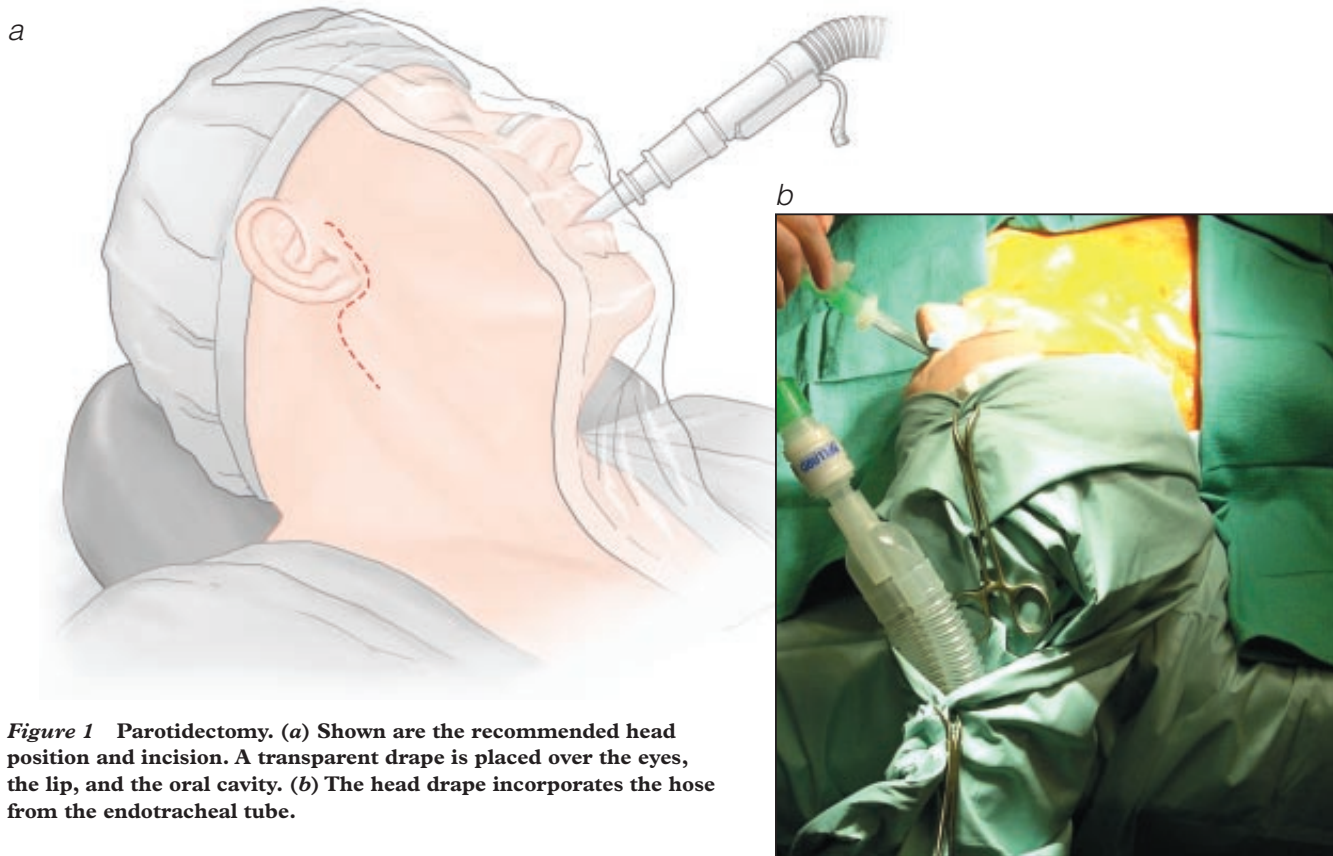 a
b
Figure 1 Parotidectomy. (a) Shown are the recommended head
position and incision. A transparent drape is placed over the eyes,
the lip, and the oral cavity. (b) The head drape incorporates the hose
from the endotracheal tube.